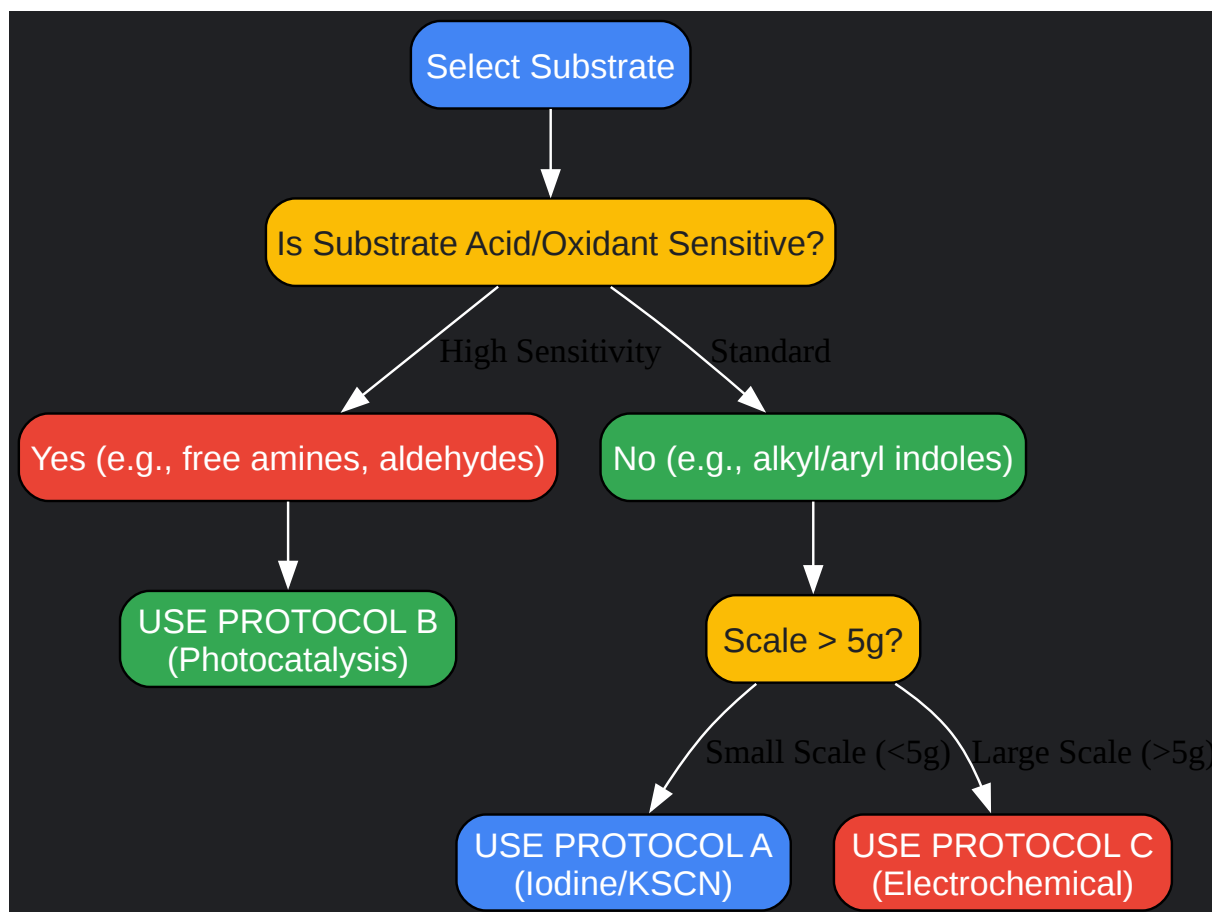 Select Substrate
Is Substrate Acid/Oxidant Sensitive?
High Sensitivity
Standard
Yes (e.g., free amines, aldehydes)
No (e.g., alkyl/aryl indoles)
USE PROTOCOL B
(Photocatalysis)
Scale > 5g?
Small Scale (<5g)
Large Scale (>5g)
USE PROTOCOL A
(Iodine/KSCN)
USE PROTOCOL C
(Electrochemical)